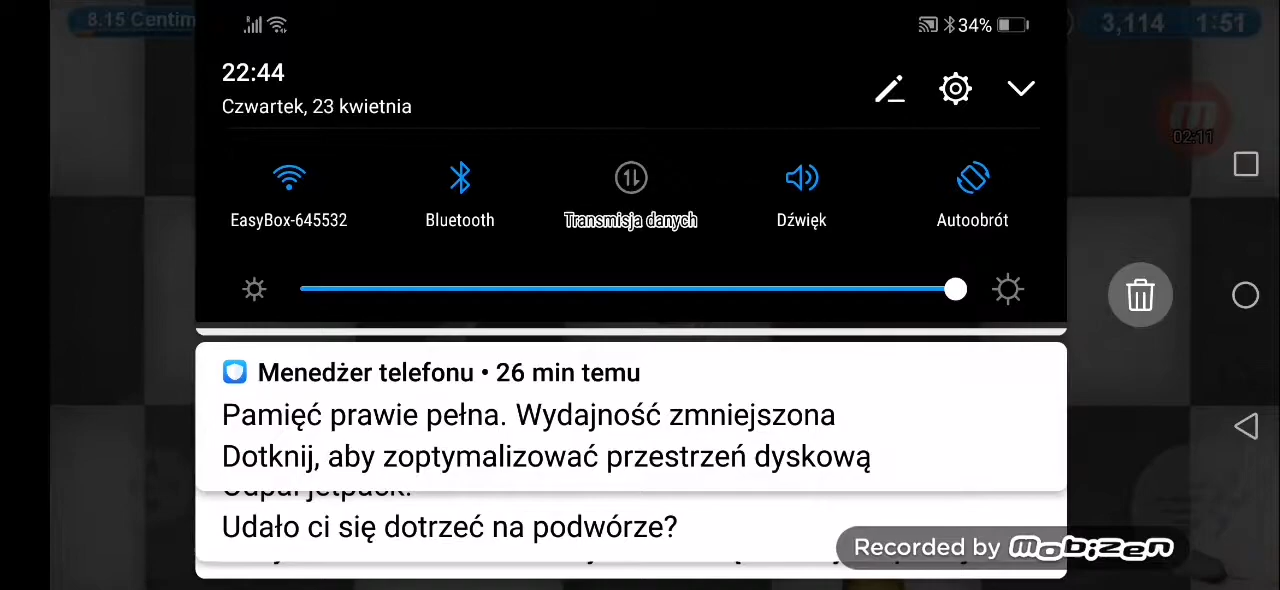 8.15 Centim
34%
3,114
1:51
22:44
Czwartek, 23 kwietnia
02:11
EasyBox-645532
Bluetooth
Transmisja danych
Dźwięk
Autoobrót
Menedżer telefonu • 26 min temu
Pamięć prawie pełna. Wydajność zmniejszona
Dotknij, aby zoptymalizować przestrzeń dyskową
Odpal jetpack!
Udało ci się dotrzeć na podwórze?
Recorded by mobizen